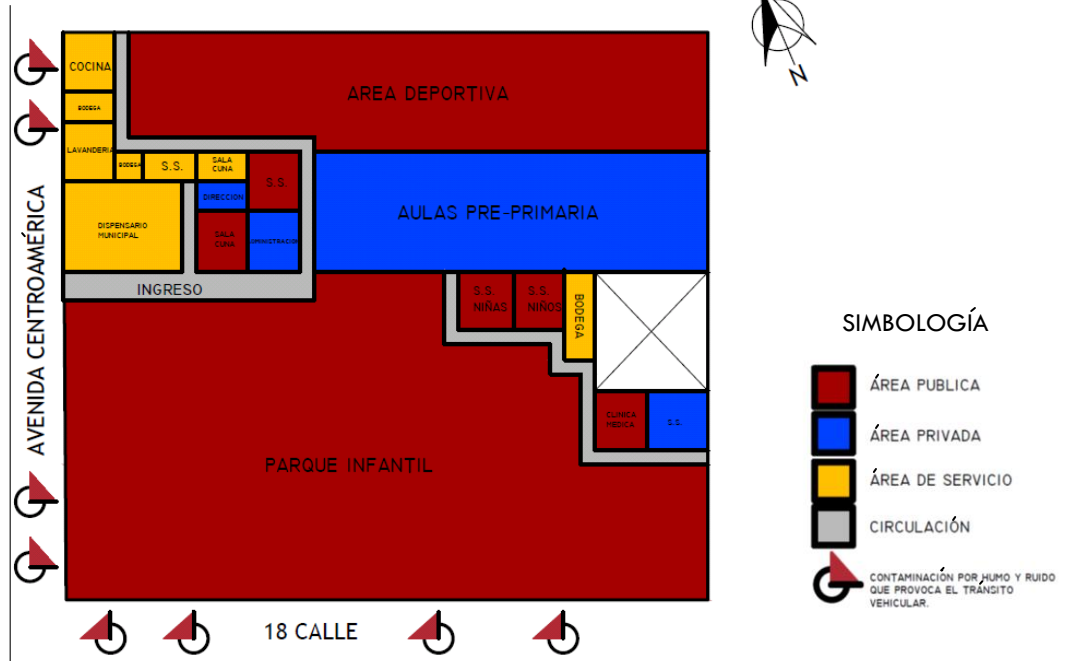 N
COCINA
AREA DEPORTIVA
BODEGA
LAVANDERIA
BODEGA
S.S.
SALA
CUNA
S.S.
DIRECCION
AULAS PRE-PRIMARIA
DISPENSARIO
MUNICIPAL
SALA
CUNA
DMINISTRACION
INGRESO
S.S.
NIÑAS
S.S.
NIÑOS
BODEGA
CLINICA
MEDICA
S.S.
PARQUE INFANTIL
AVENIDA CENTROAMÉRICA
18 CALLE
SIMBOLOGÍA
ÁREA PUBLICA
ÁREA PRIVADA
ÁREA DE SERVICIO
CIRCULACIÓN
CONTAMINACIÓN POR HUMO Y RUIDO
QUE PROVOCA EL TRÁNSITO
VEHICULAR.